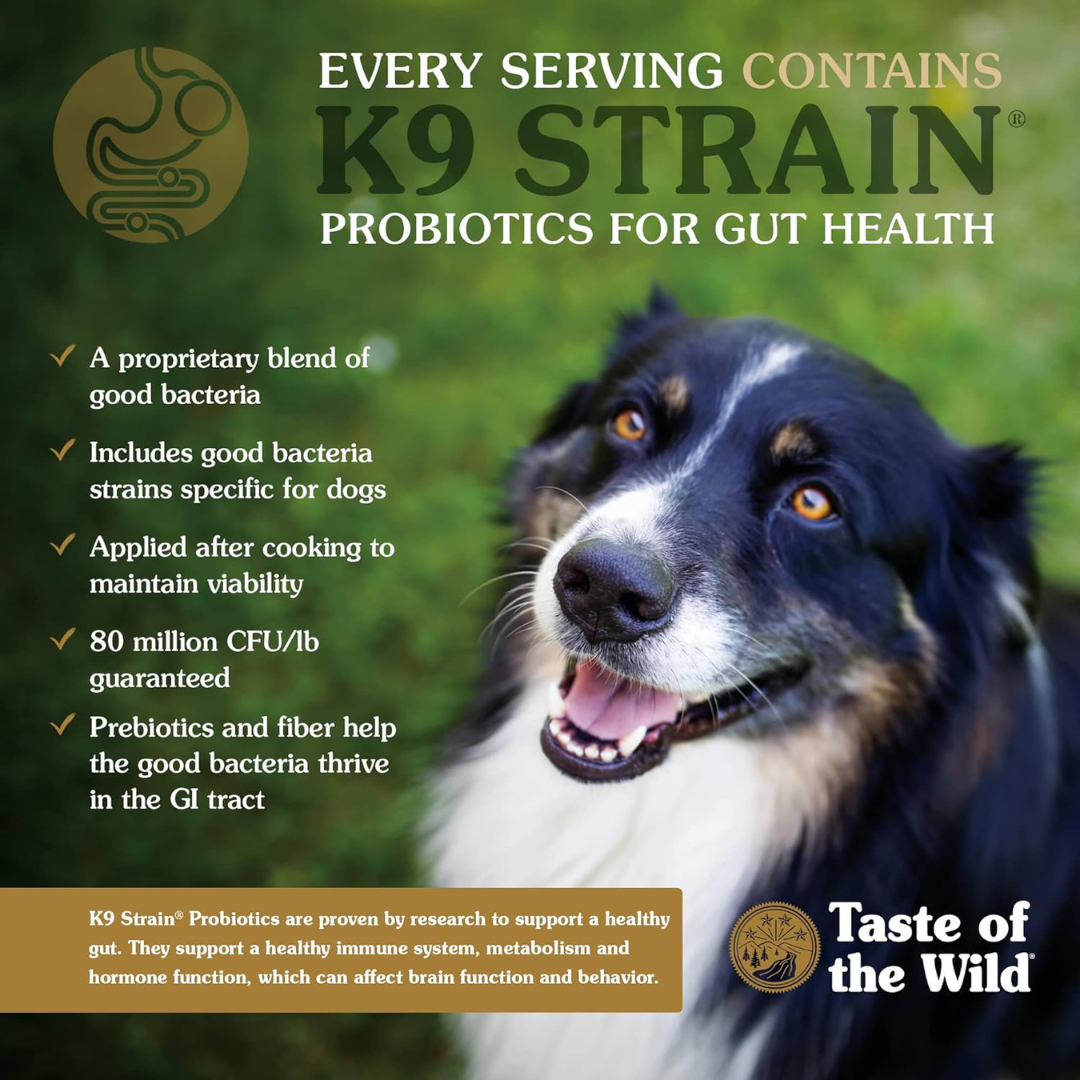 EVERY SERVING CONTAINS
K9 STRAIN®
PROBIOTICS FOR GUT HEALTH
A proprietary blend of
good bacteria
Includes good bacteria
strains specific for dogs
Applied after cooking to
maintain viability
80 million CFU/lb
guaranteed
Prebiotics and fiber help
the good bacteria thrive
in the GI tract
K9 Strain® Probiotics are proven by research to support a healthy
gut. They support a healthy immune system, metabolism and
hormone function, which can affect brain function and behavior.
Taste of
the Wild®